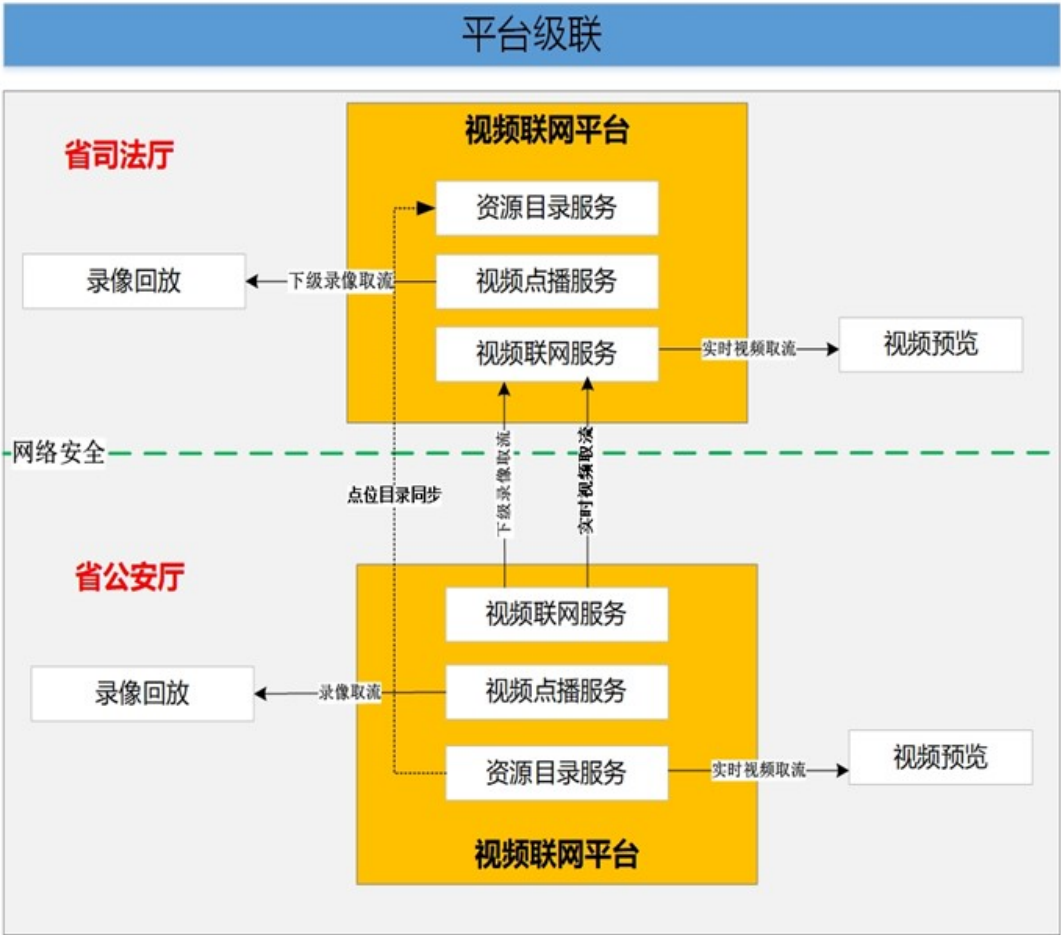 平台级联
省司法厅
视频联网平台
资源目录服务
录像回放
下级录像取流
视频点播服务
视频联网服务
实时视频取流
视频预览
网络安全
下级录像取流
实时视频取流
点位目录同步
省公安厅
视频联网服务
录像回放
录像取流
视频点播服务
资源目录服务
实时视频取流
视频预览
视频联网平台